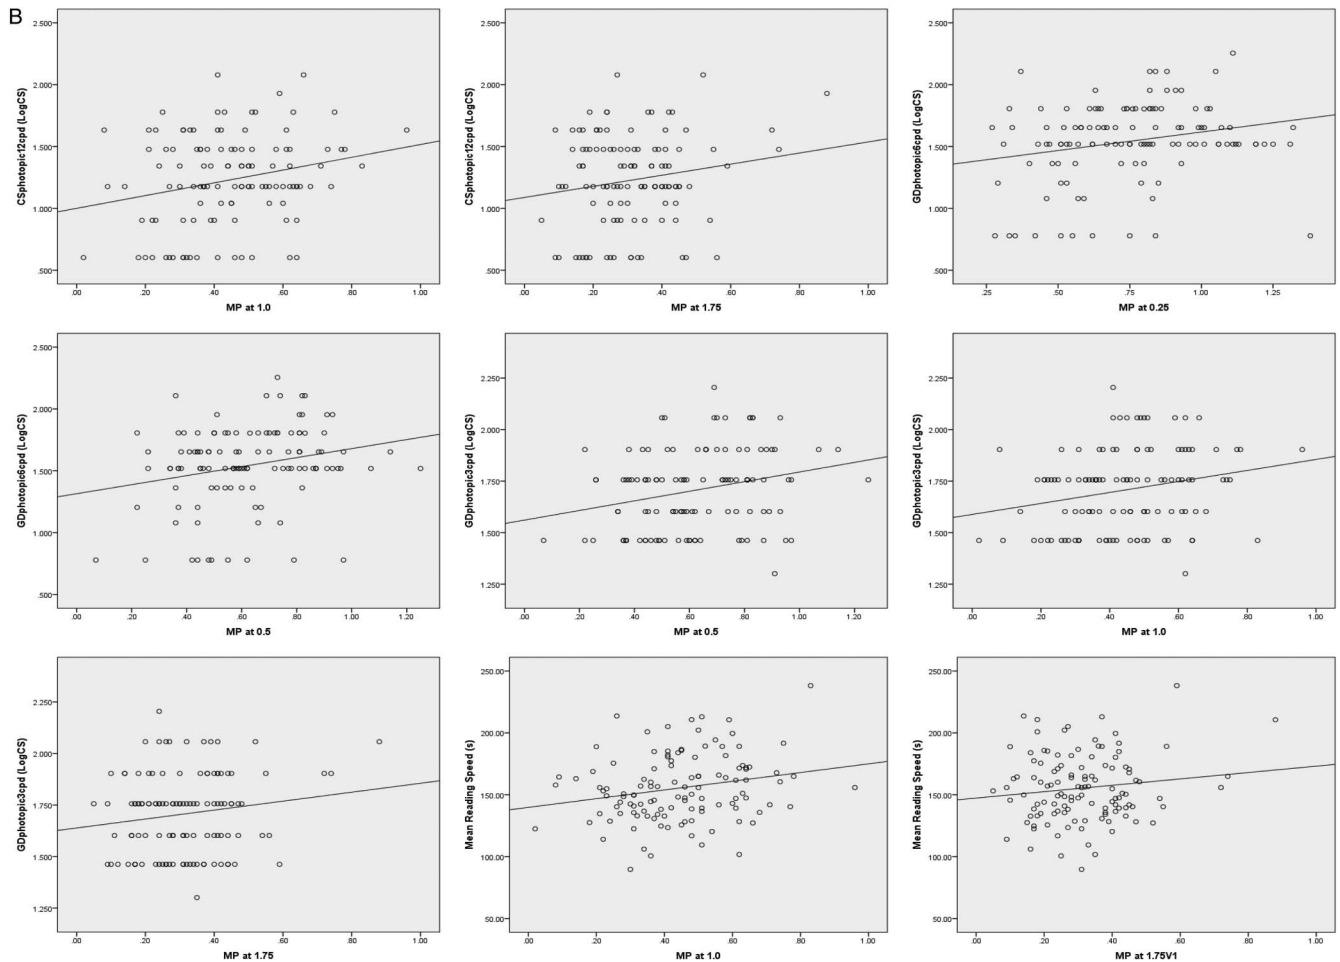 B
2.500
2.000
1.500
1.000
.500
CSphotopic12cpd (LogCS)
.00 .20 .40 .60 .80 1.00
MP at 1.0
2.500
2.000
1.500
1.000
.500
CSphotopic12cpd (LogCS)
.00 .20 .40 .60 .80 1.00
MP at 1.75
2.500
2.000
1.500
1.000
.500
GDphotopic6cpd (LogCS)
.25 .50 .75 1.00 1.25
MP at 0.25
2.500
2.000
1.500
1.000
.500
GDphotopic6cpd (LogCS)
.00 .20 .40 .60 .80 1.00 1.20
MP at 0.5
2.250
2.000
1.750
1.500
1.250
GDphotopic3cpd (LogCS)
.00 .20 .40 .60 .80 1.00 1.20
MP at 0.5
2.250
2.000
1.750
1.500
1.250
GDphotopic3cpd (LogCS)
.00 .20 .40 .60 .80 1.00
MP at 1.0
2.250
2.000
1.750
1.500
1.250
GDphotopic3cpd (LogCS)
.00 .20 .40 .60 .80 1.00
MP at 1.75
250.00
200.00
150.00
100.00
50.00
Mean Reading Speed (s)
.00 .20 .40 .60 .80 1.00
MP at 1.0
250.00
200.00
150.00
100.00
50.00
Mean Reading Speed (s)
.00 .20 .40 .60 .80 1.00
MP at 1.75V1